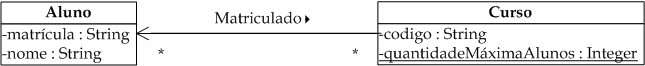 Aluno
-matrícula : String
-nome : String
Matriculado
*
*
Curso
-codigo : String
-quantidadeMáximaAlunos : Integer